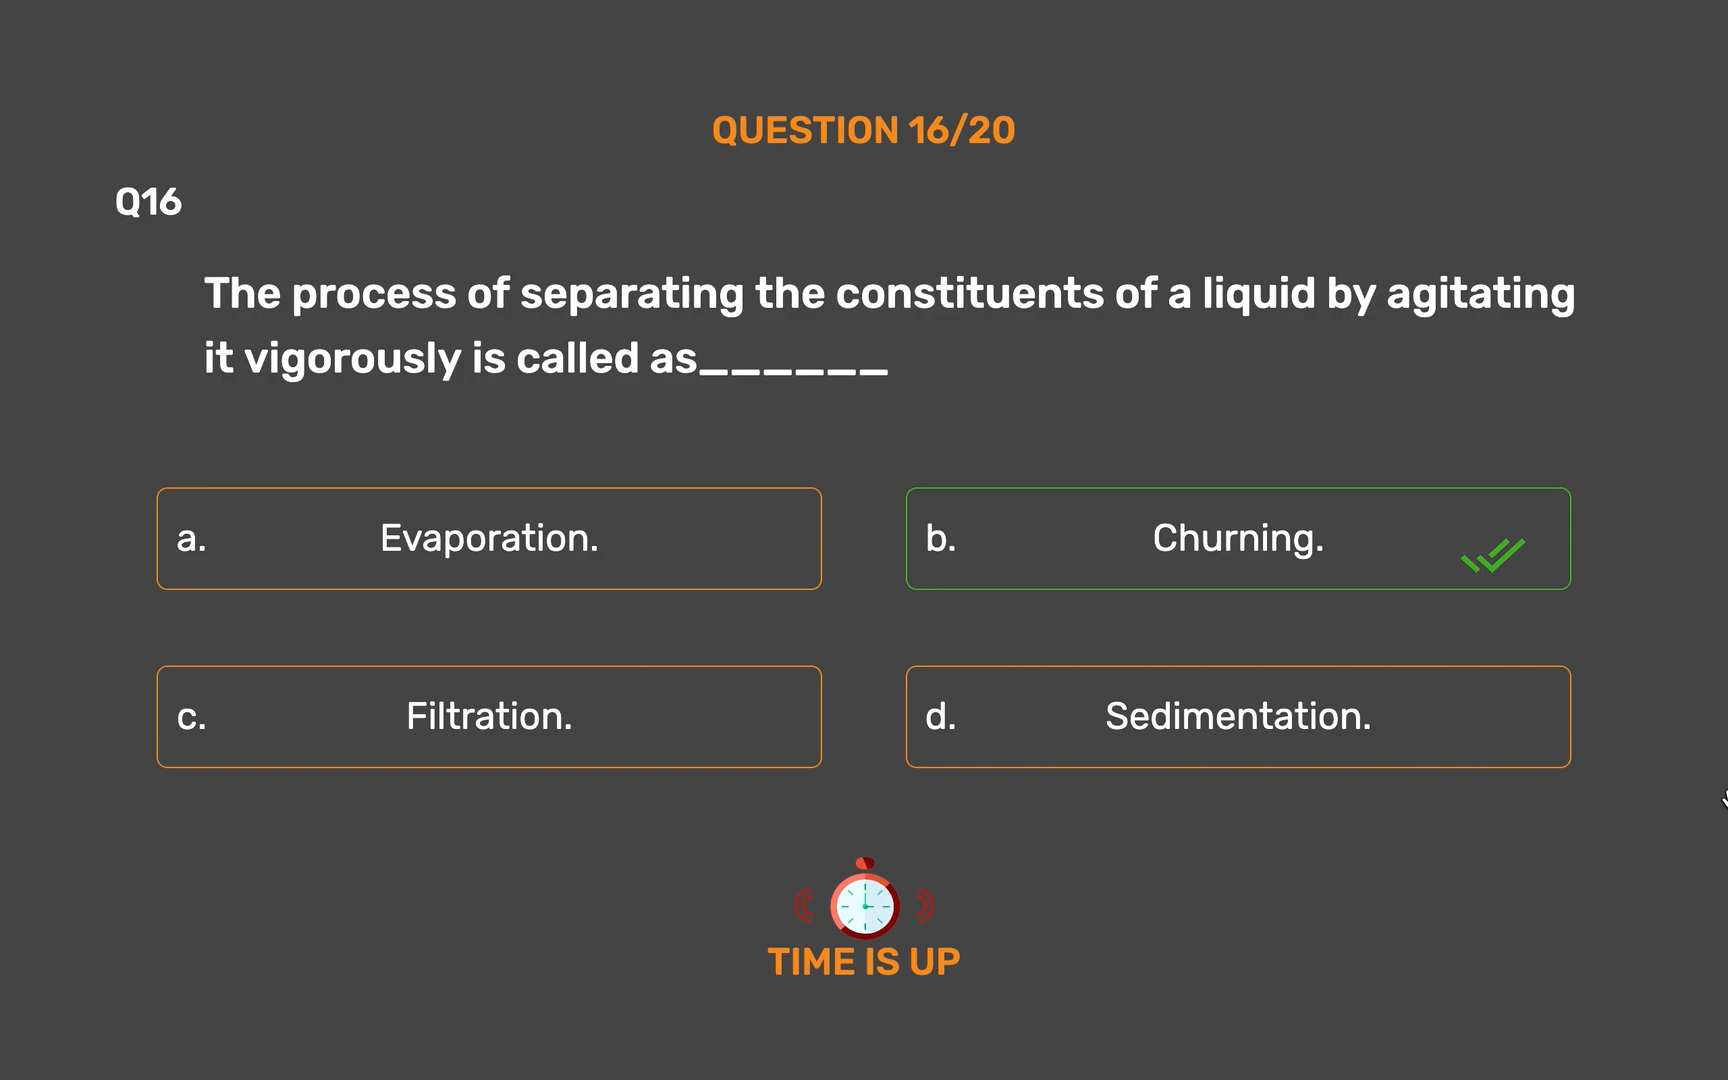 QUESTION 16/20
Q16
The process of separating the constituents of a liquid by agitating
it vigorously is called as______
a. Evaporation.
b. Churning.
c. Filtration.
d. Sedimentation.
TIME IS UP